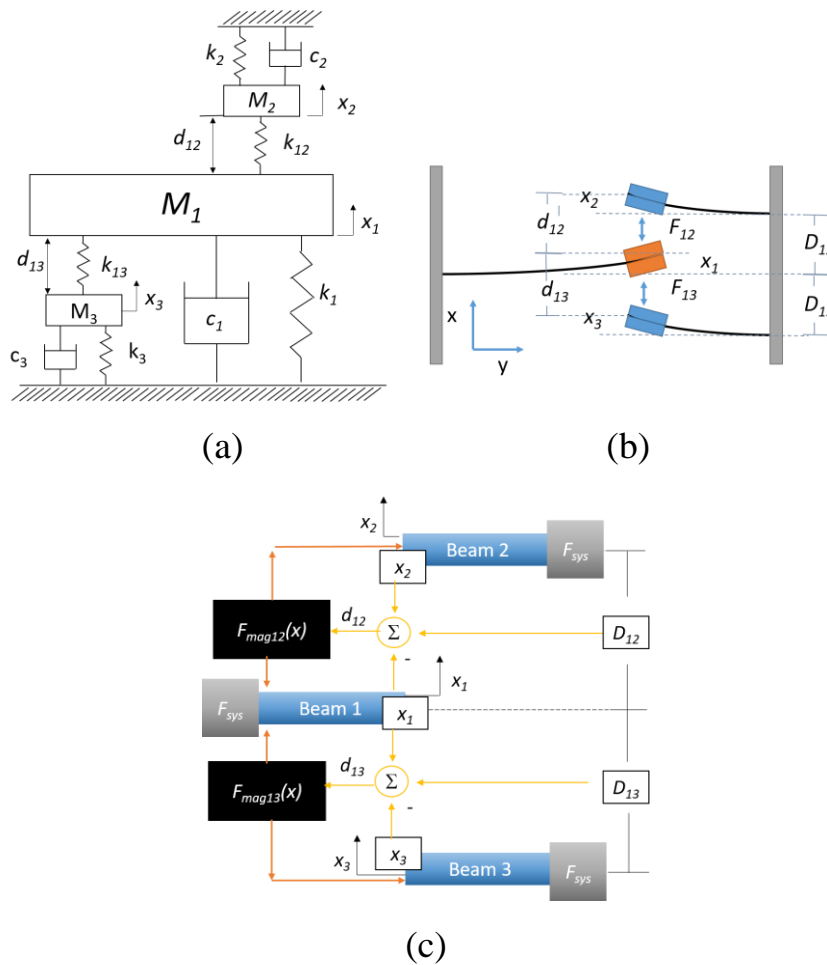 k2
c2
M2
x2
d12
k12
M1
x1
d13
k13
M3
x3
c1
k1
c3
k3
(a)
x2
d12
F12
x1
d13
F13
x3
x
y
(b)
x2
Beam 2
Fsys
x2
d12
Fmag12(x)
Σ
D12
-
x1
Fsys
Beam 1
x1
Fmag13(x)
d13
Σ
D13
-
x3
x3
Beam 3
Fsys
(c)